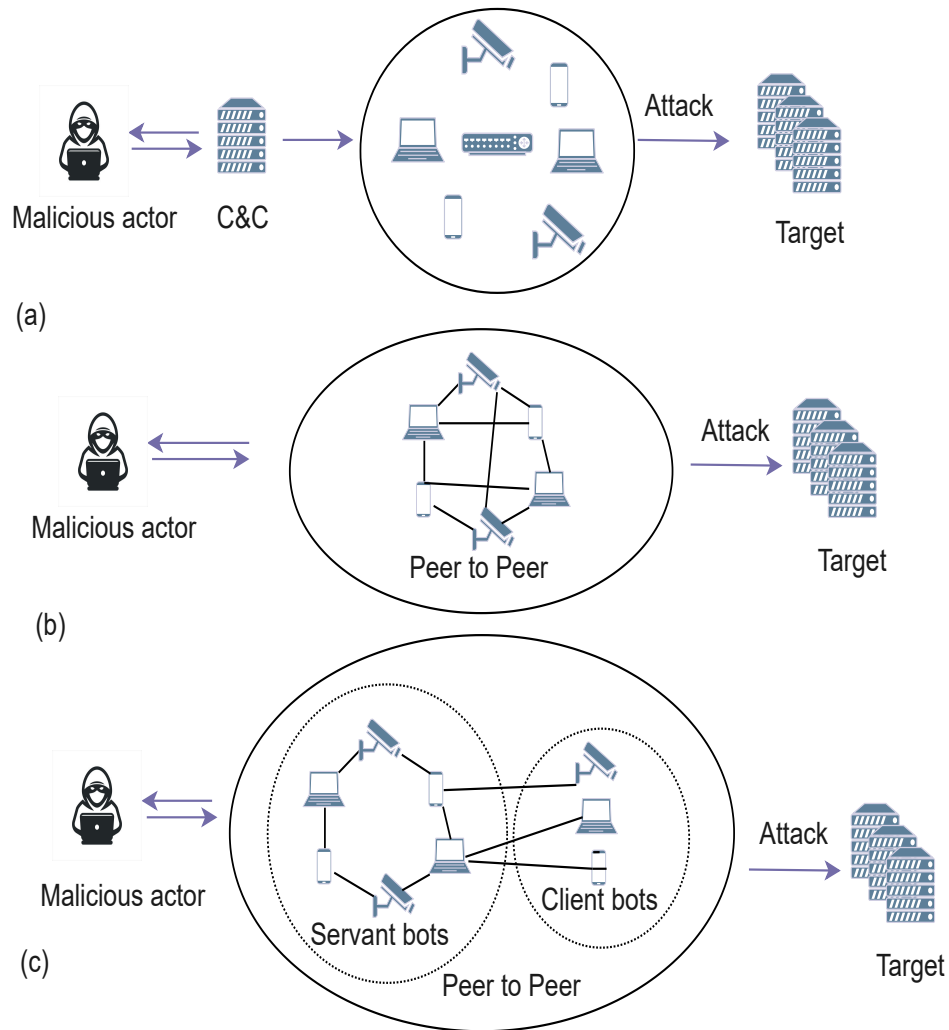 Attack
Malicious actor
C&C
Target
(a)
Attack
Malicious actor
Peer to Peer
Target
(b)
Attack
Malicious actor
Client bots
Servant bots
Target
(c)
Peer to Peer